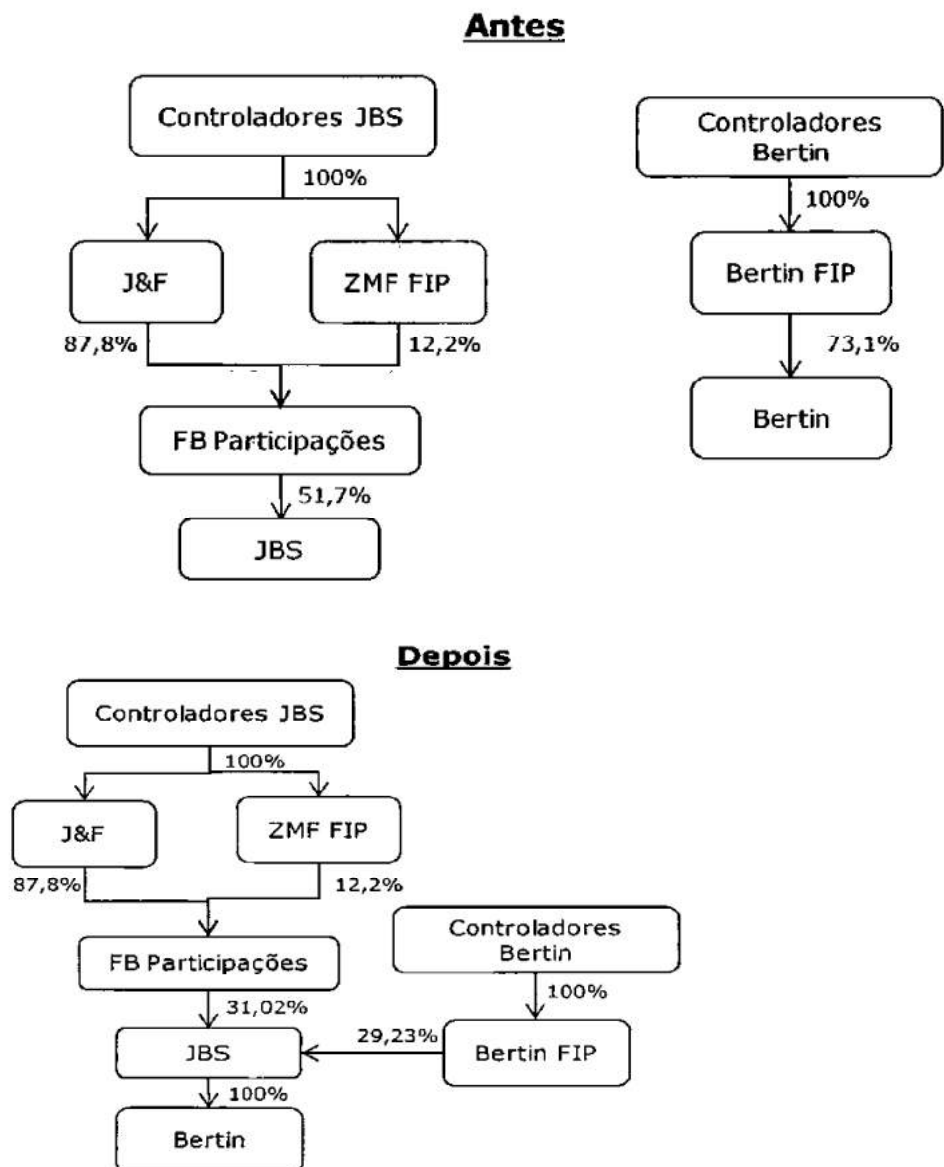 Antes
Controladores JBS
100%
J&F
ZMF FIP
87,8%
12,2%
FB Participações
51,7%
JBS
Controladores
Bertin
100%
Bertin FIP
73,1%
Bertin
Depois
Controladores JBS
100%
J&F
ZMF FIP
87,8%
12,2%
FB Participações
31,02%
JBS
100%
Bertin
Controladores
Bertin
100%
29,23%
Bertin FIP